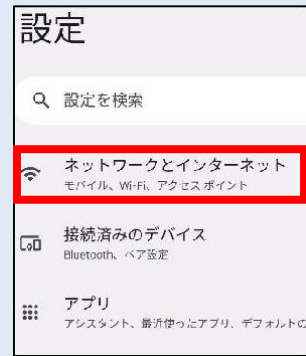 設定
設定を検索
ネットワークとインターネット
モバイル、Wi-Fi、アクセス ポイント
接続済みのデバイス
Bluetooth、ペア設定
アプリ
アシスタント、最近使ったアプリ、デフォルトの